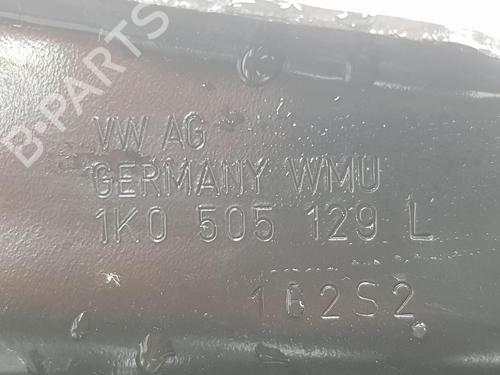 B-PARTS
VW AG
GERMANY WMU
1K0 505 129 L
162S2